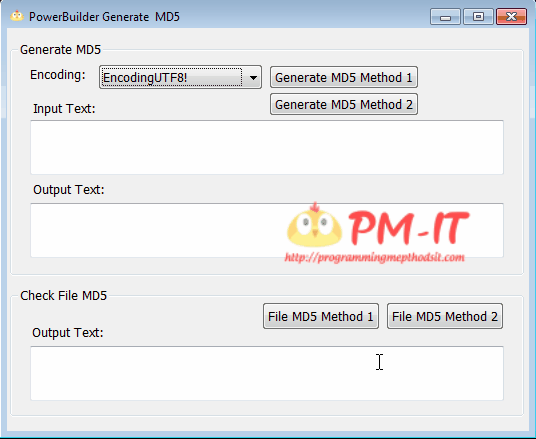 PowerBuilder Generate MD5
Generate MD5
Encoding: EncodingUTF8! Generate MD5 Method 1
Generate MD5 Method 2
Input Text:
Output Text:
PM-IT
http://programmingmepthodsit.com
Check File MD5
File MD5 Method 1 File MD5 Method 2
Output Text: